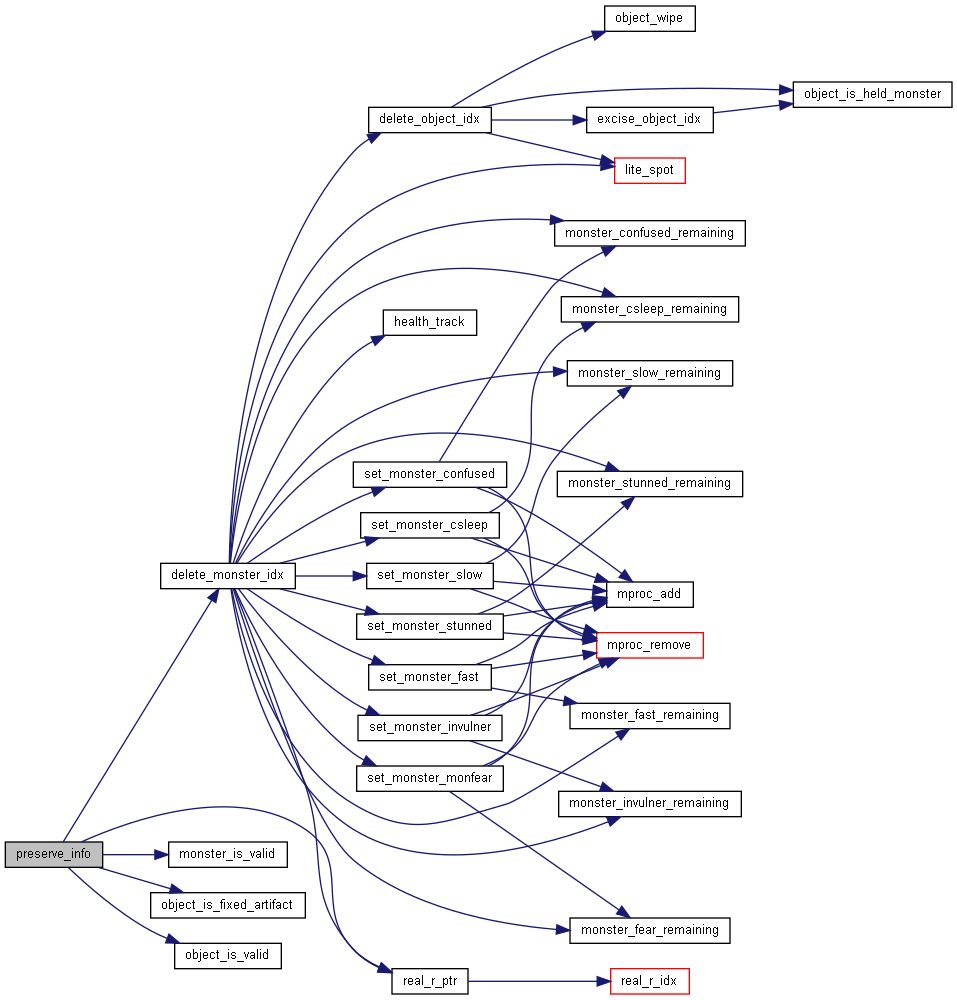 object_wipe
object_is_held_monster
delete_object_idx
excise_object_idx
lite_spot
monster_confused_remaining
monster_csleep_remaining
health_track
monster_slow_remaining
set_monster_confused
monster_stunned_remaining
set_monster_csleep
delete_monster_idx
set_monster_slow
mproc_add
set_monster_stunned
mproc_remove
set_monster_fast
monster_fast_remaining
set_monster_invulner
set_monster_monfear
monster_invulner_remaining
preserve_info
monster_is_valid
object_is_fixed_artifact
monster_fear_remaining
object_is_valid
real_r_ptr
real_r_idx